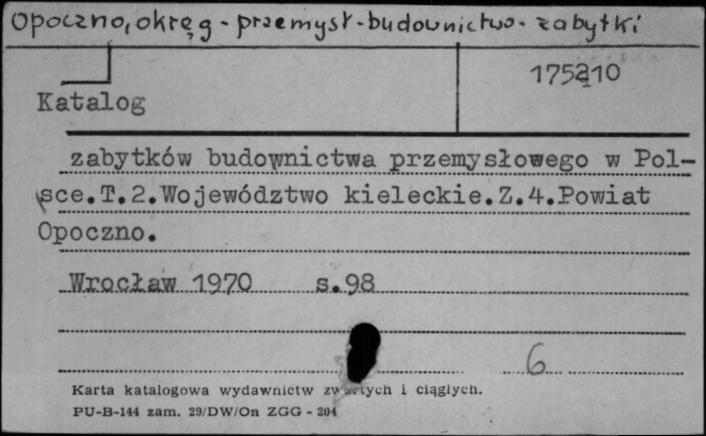 Opoczno, okręg - przemysł - budownictwo - zabytki
175210
Katalog
zabytków budownictwa przemysłowego w Pol-
sce.T.2.Województwo kieleckie.Z.4.Powiat
Opoczno.
Wrocław 1970 s.98
6
Karta katalogowa wydawnictw zwartych i ciągłych.
PU-B-144 zam. 29/DW/On ZGG - 204